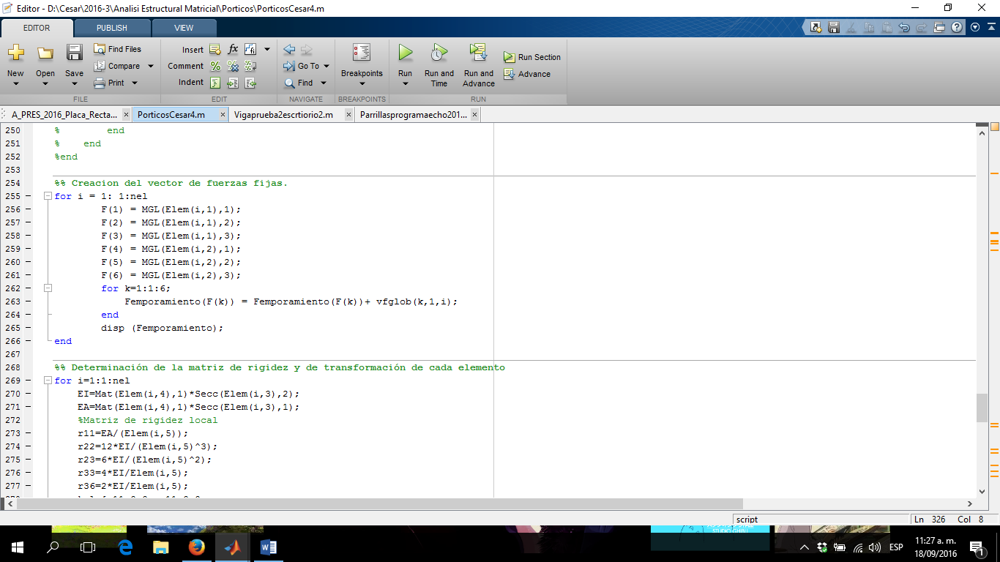 Editor - D:\Cesar\2016-3\Analisi Estructural Matricial\Porticos\PorticosCesar4.m
EDITOR PUBLISH VIEW
New Open Save Find Files Compare Print
Insert Comment Indent
Go To Find
Breakpoints
Run Run and Time Run and Advance Run Section Advance
FILE EDIT NAVIGATE BREAKPOINTS RUN
A_PRES_2016_Placa_Recta... PorticosCesar4.m Vigaprueba2escrtiorio2.m Parrillasprogramaecho201...
250 % end
251 % end
252 %end
253
254 %% Creacion del vector de fuerzas fijas.
255 for i = 1: 1:nel
256 F(1) = MGL(Elem(i,1),1);
257 F(2) = MGL(Elem(i,1),2);
258 F(3) = MGL(Elem(i,1),3);
259 F(4) = MGL(Elem(i,2),1);
260 F(5) = MGL(Elem(i,2),2);
261 F(6) = MGL(Elem(i,2),3);
262 for k=1:1:6;
263 Femporamiento(F(k)) = Femporamiento(F(k))+ vfglob(k,1,i);
264 end
265 disp (Femporamiento);
266 end
267
268 %% Determinación de la matriz de rigidez y de transformación de cada elemento
269 for i=1:1:nel
270 EI=Mat(Elem(i,4),1)*Secc(Elem(i,3),2);
271 EA=Mat(Elem(i,4),1)*Secc(Elem(i,3),1);
272 %Matriz de rigidez local
273 r11=EA/(Elem(i,5));
274 r22=12*EI/(Elem(i,5)^3);
275 r23=6*EI/(Elem(i,5)^2);
276 r33=4*EI/Elem(i,5);
277 r36=2*EI/Elem(i,5);
script Ln 326 Col 8
STUDIO GHIBLI
ESP
11:27 a. m.
18/09/2016
1